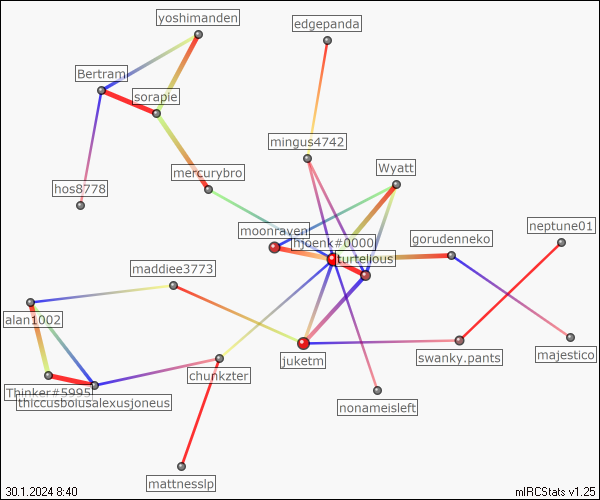 yoshimanden
edgepanda
Bertram
sorapie
mingus4742
Wyatt
mercurybro
hos8778
neptune01
moonraven
hjoenk#0000
gorudenneko
turtelious
maddiee3773
alan1002
majestico
swanky.pants
juketm
chunkzter
Thinker#5995
thiccusboiusalexusjoneus
nonameisleft
mattnesslp
30.1.2024 8:40
mIRCStats v1.25